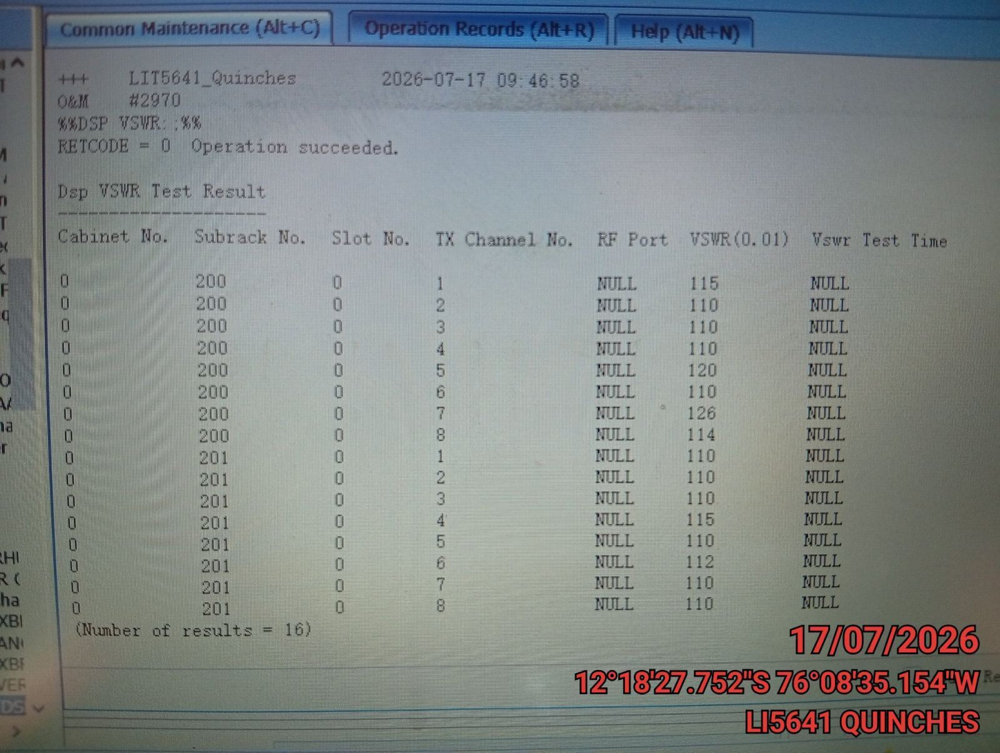 Common Maintenance (Alt+C) Operation Records (Alt+R) Help (Alt+N)
+++ LIT5641_Quinches 2026-07-17 09:46:58
O&M #2970
%%DSP VSWR:;%%
RETCODE = 0 Operation succeeded.
Dsp VSWR Test Result
--------------------
Cabinet No. Subrack No. Slot No. TX Channel No. RF Port VSWR(0.01) Vswr Test Time
0 200 0 1 NULL 115 NULL
0 200 0 2 NULL 110 NULL
0 200 0 3 NULL 110 NULL
0 200 0 4 NULL 110 NULL
0 200 0 5 NULL 120 NULL
0 200 0 6 NULL 110 NULL
0 200 0 7 NULL 126 NULL
0 200 0 8 NULL 114 NULL
0 201 0 1 NULL 110 NULL
0 201 0 2 NULL 110 NULL
0 201 0 3 NULL 110 NULL
0 201 0 4 NULL 115 NULL
0 201 0 5 NULL 110 NULL
0 201 0 6 NULL 112 NULL
0 201 0 7 NULL 110 NULL
0 201 0 8 NULL 110 NULL
(Number of results = 16)
17/07/2026
12°18'27.752"S 76°08'35.154"W
LI5641 QUINCHES